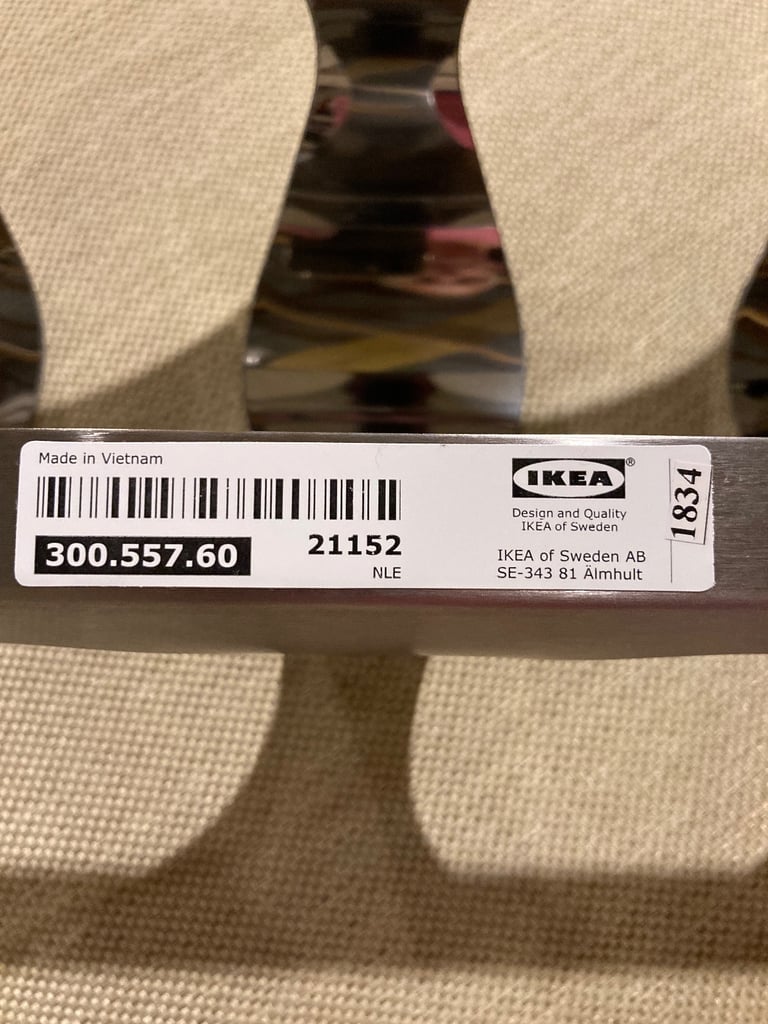 Made in Vietnam
300.557.60
21152
NLE
IKEA®
Design and Quality
IKEA of Sweden
IKEA of Sweden AB
SE-343 81 Älmhult
1834